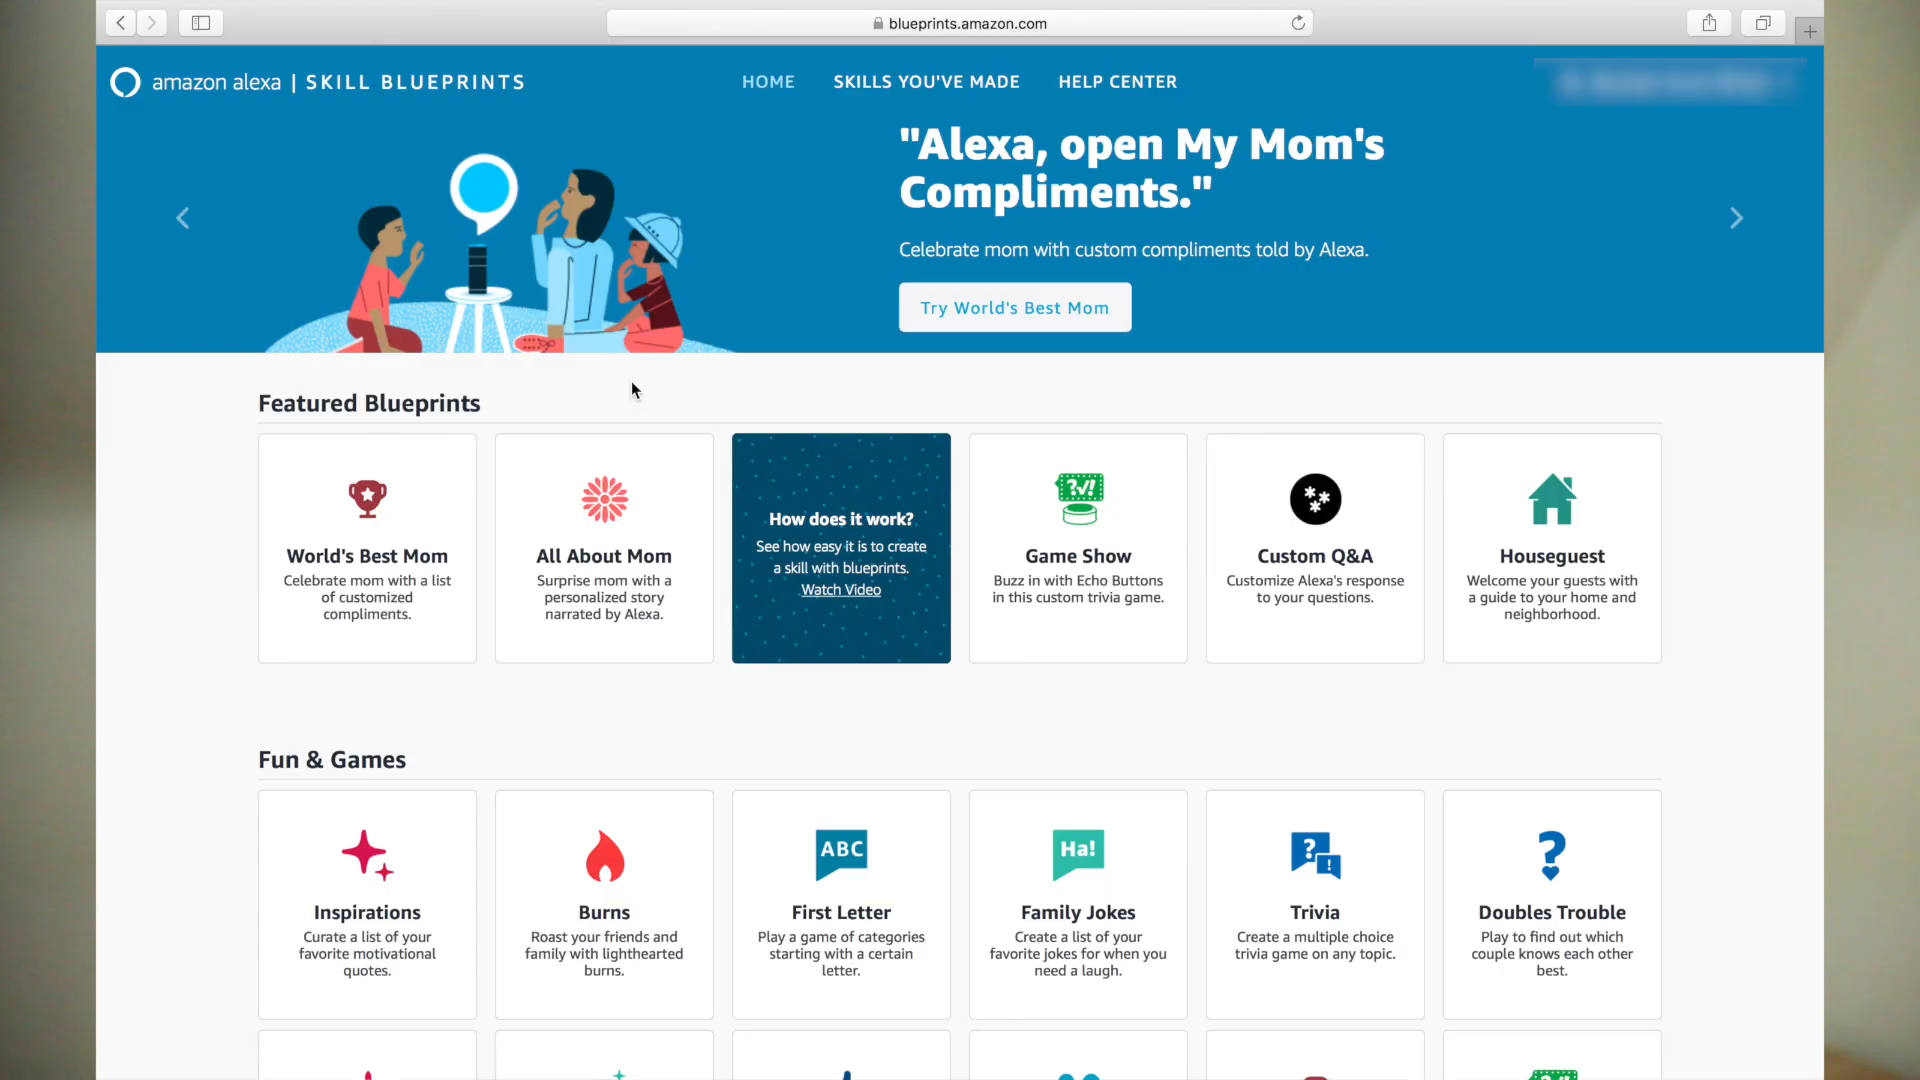 blueprints.amazon.com
amazon alexa | SKILL BLUEPRINTS
HOME
SKILLS YOU'VE MADE
HELP CENTER
"Alexa, open My Mom's
Compliments."
Celebrate mom with custom compliments told by Alexa.
Try World's Best Mom
Featured Blueprints
World's Best Mom
Celebrate mom with a list
of customized
compliments.
All About Mom
Surprise mom with a
personalized story
narrated by Alexa.
How does it work?
See how easy it is to create
a skill with blueprints.
Watch Video
?√!
Game Show
Buzz in with Echo Buttons
in this custom trivia game.
Custom Q&A
Customize Alexa's response
to your questions.
Houseguest
Welcome your guests with
a guide to your home and
neighborhood.
Fun & Games
Inspirations
Curate a list of your
favorite motivational
quotes.
Burns
Roast your friends and
family with lighthearted
burns.
ABC
First Letter
Play a game of categories
starting with a certain
letter.
Ha!
Family Jokes
Create a list of your
favorite jokes for when you
need a laugh.
? !
Trivia
Create a multiple choice
trivia game on any topic.
?
Doubles Trouble
Play to find out which
couple knows each other
best.